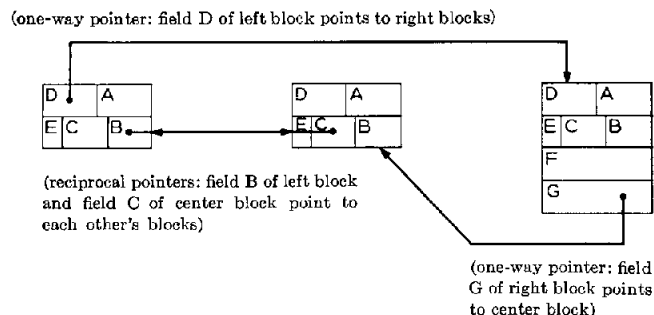 (one-way pointer: field D of left block points to right blocks)
D A
E C B
D A
E C B
D A
E C B
F
G
(reciprocal pointers: field B of left block
and field C of center block point to
each other's blocks)
(one-way pointer: field
G of right block points
to center block)